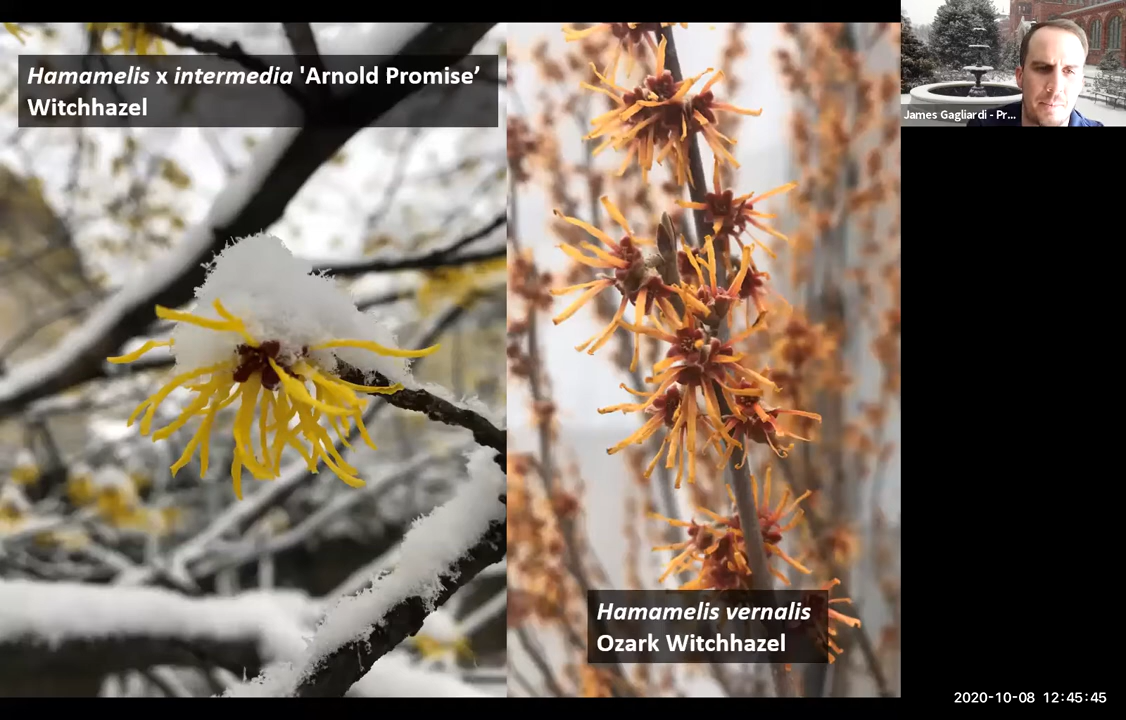 Hamamelis x intermedia 'Arnold Promise’
Witchhazel
James Gagliardi - Pr...
Hamamelis vernalis
Ozark Witchhazel
2020-10-08 12:45:45